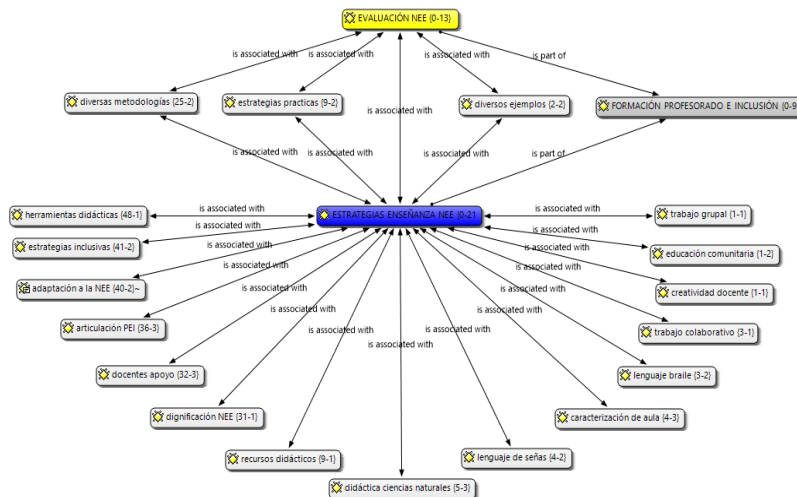 EVALUACIÓN NEE {0-13}
is associated with
is associated with
is associated with
is part of
diversas metodologías {25-2}
estrategias practicas {9-2}
diversos ejemplos {2-2}
FORMACIÓN PROFESORADO E INCLUSIÓN {0-9
is associated with
is associated with
is associated with
is associated with
is part of
herramientas didácticas {48-1}
is associated with
ESTRATEGIAS ENSEÑANZA NEE {0-21
is associated with
trabajo grupal {1-1}
estrategias inclusivas {41-2}
is associated with
is associated with
educación comunitaria {1-2}
adaptación a la NEE {40-2}~
is associated with
is associated with
creatividad docente {1-1}
articulación PEI {36-3}
is associated with
is associated with
trabajo colaborativo {3-1}
docentes apoyo {32-3}
is associated with
is associated with
lenguaje braile {3-2}
dignificación NEE {31-1}
is associated with
is associated with
caracterización de aula {4-3}
recursos didácticos {9-1}
is associated with
is associated with
lenguaje de señas {4-2}
is associated with
didáctica ciencias naturales {5-3}